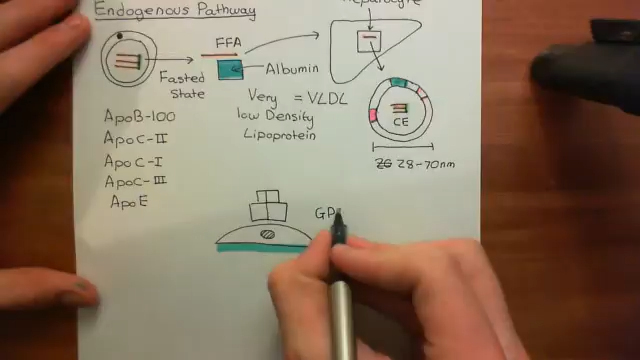 Endogenous Pathway
Hepatocyte
FFA
Albumin
Fasted
State
Very = VLDL
low Density
Lipoprotein
CE
28-70nm
ApoB-100
ApoC-II
ApoC-I
ApoC-III
ApoE
GP